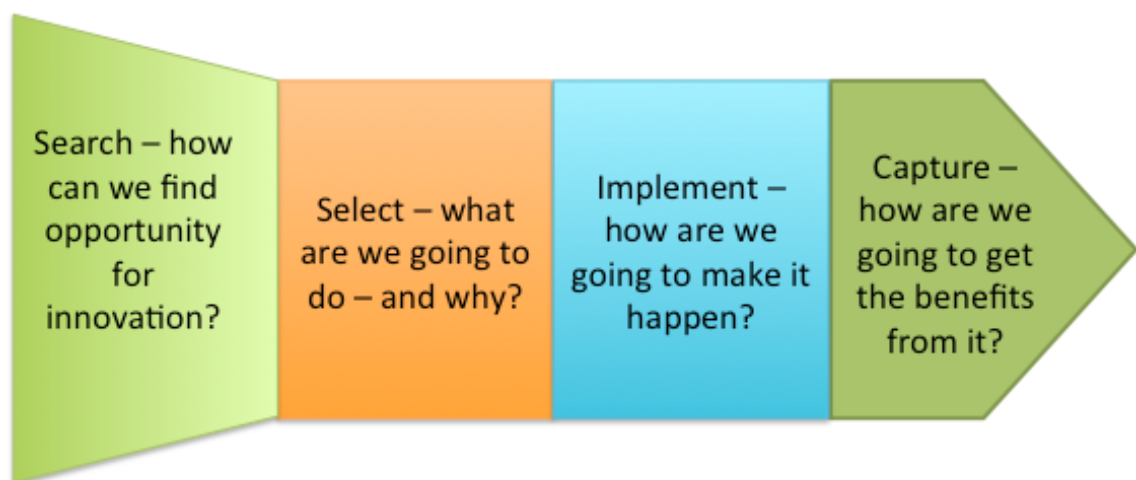 Search – how
can we find
opportunity
for
innovation?
Select – what
are we going to
do – and why?
Implement –
how are we
going to make it
happen?
Capture –
how are we
going to get
the benefits
from it?